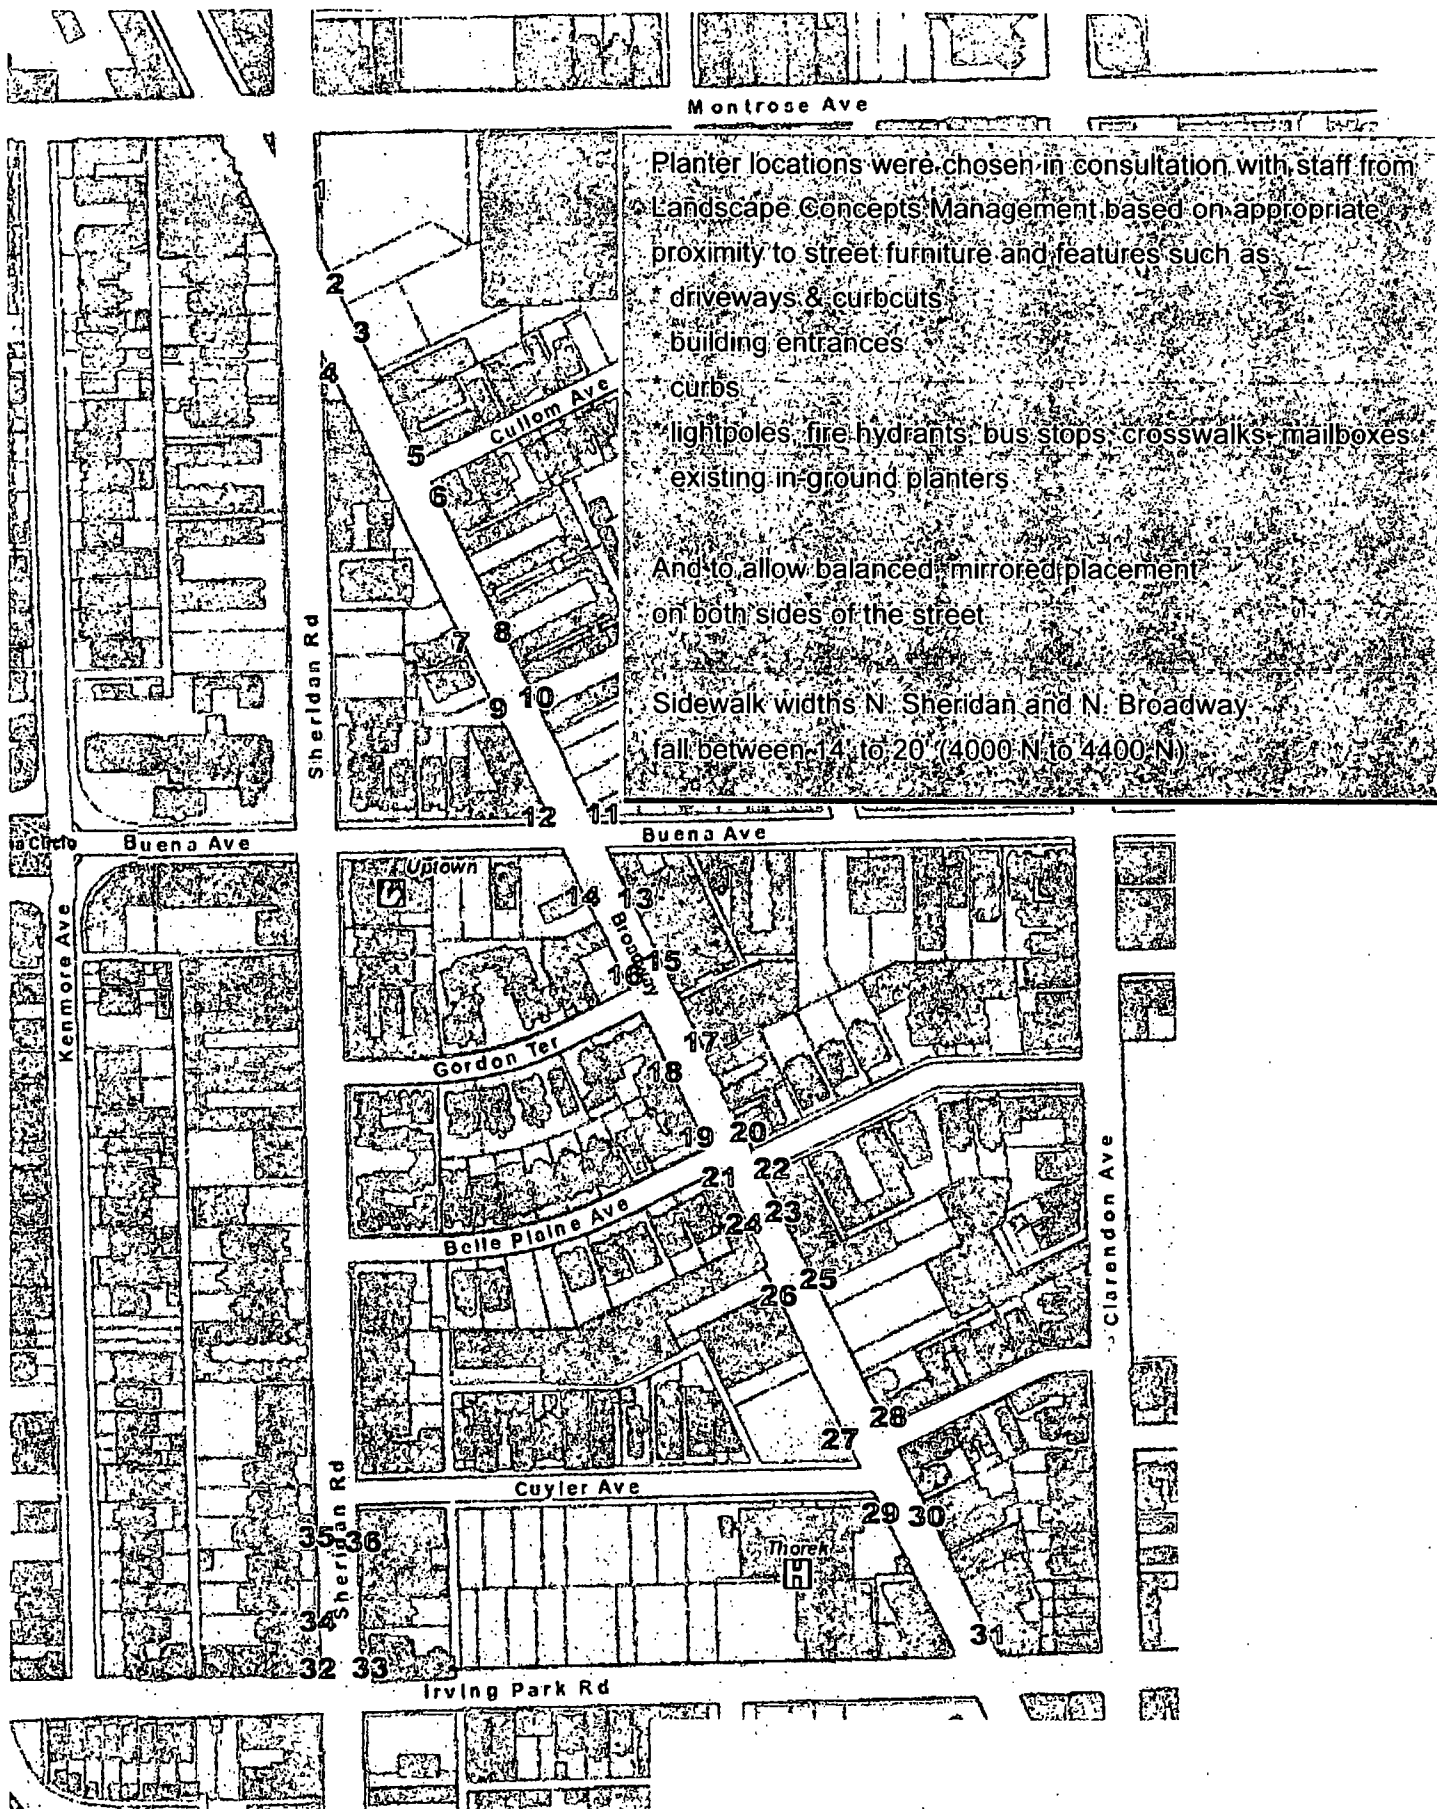 Montrose Ave
Planter locations were chosen in consultation with staff from
Landscape Concepts Management based on appropriate
proximity to street furniture and features such as
* driveways & curbcuts
* building entrances
* curbs
* lightpoles, fire hydrants, bus stops, crosswalks, mailboxes
* existing in-ground planters
And to allow balanced, mirrored placement
on both sides of the street
Sidewalk widths N. Sheridan and N. Broadway
fall between 14' to 20' (4000 N to 4400 N)
1
2
3
4
Cullom Ave
5
6
Sheridan Rd
7
8
9
10
12
11
Buena Ave
Buena Ave
Uptown
14
13
Broadway
15
16
Kenmore Ave
17
Gordon Ter
18
19
20
21
22
Belle Plaine Ave
23
24
Clarendon Ave
25
26
28
27
Sheridan Rd
Cuyler Ave
29
30
35
36
Thorek
H
34
31
32
33
Irving Park Rd